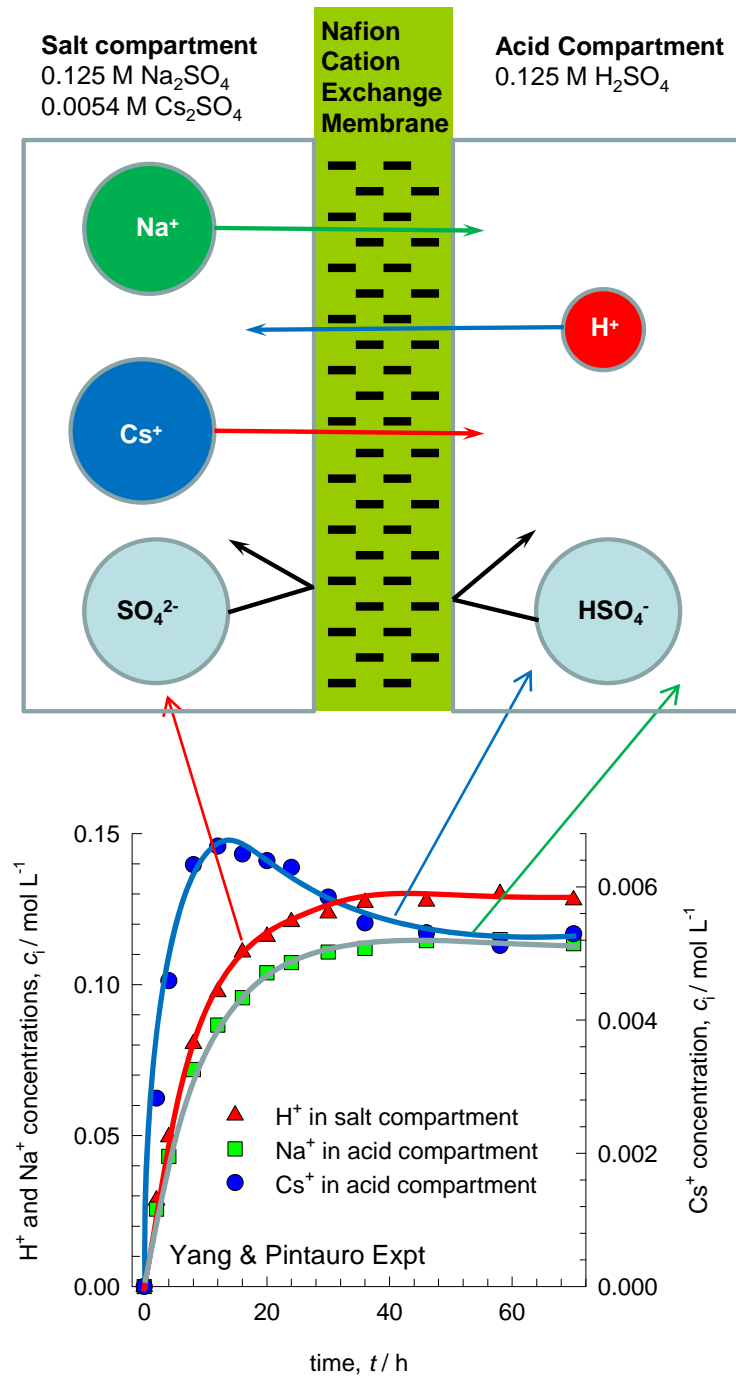 Salt compartment
0.125 M Na₂SO₄
0.0054 M Cs₂SO₄
Nafion
Cation
Exchange
Membrane
Acid Compartment
0.125 M H₂SO₄
Na⁺
H⁺
Cs⁺
SO₄²⁻
HSO₄⁻
H⁺ and Na⁺ concentrations, cᵢ / mol L⁻¹
0.15
0.10
0.05
0.00
0.006
0.004
0.002
0.000
Cs⁺ concentration, cᵢ / mol L⁻¹
H⁺ in salt compartment
Na⁺ in acid compartment
Cs⁺ in acid compartment
Yang & Pintauro Expt
0 20 40 60
time, t / h